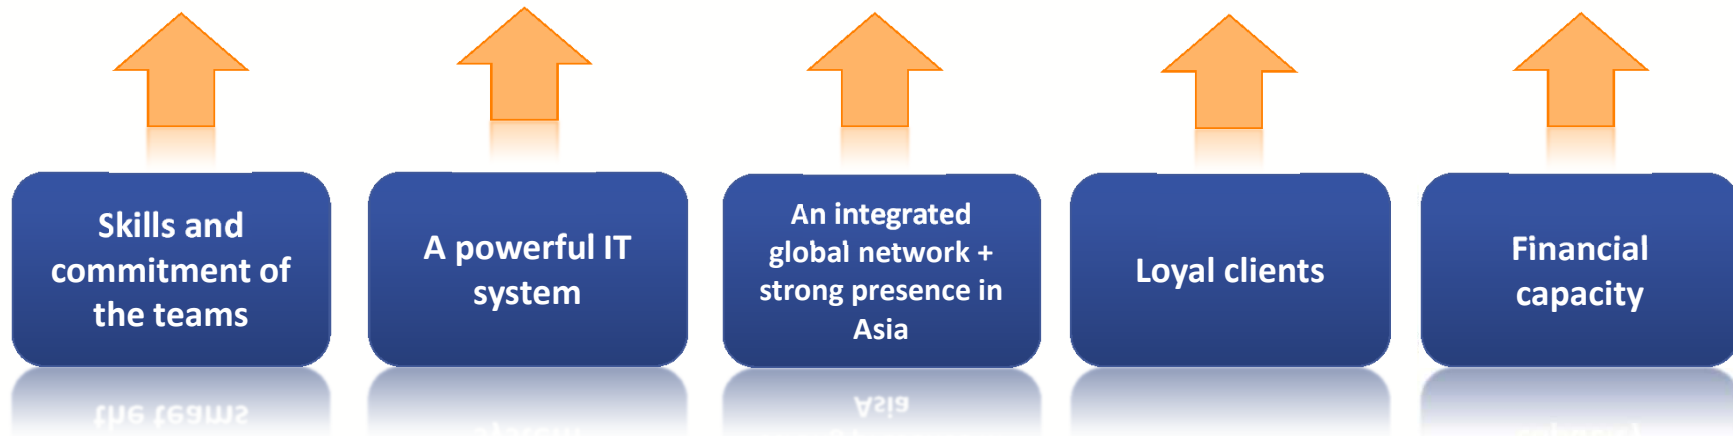 Skills and
commitment of
the teams
A powerful IT
system
An integrated
global network +
strong presence in
Asia
Loyal clients
Financial
capacity